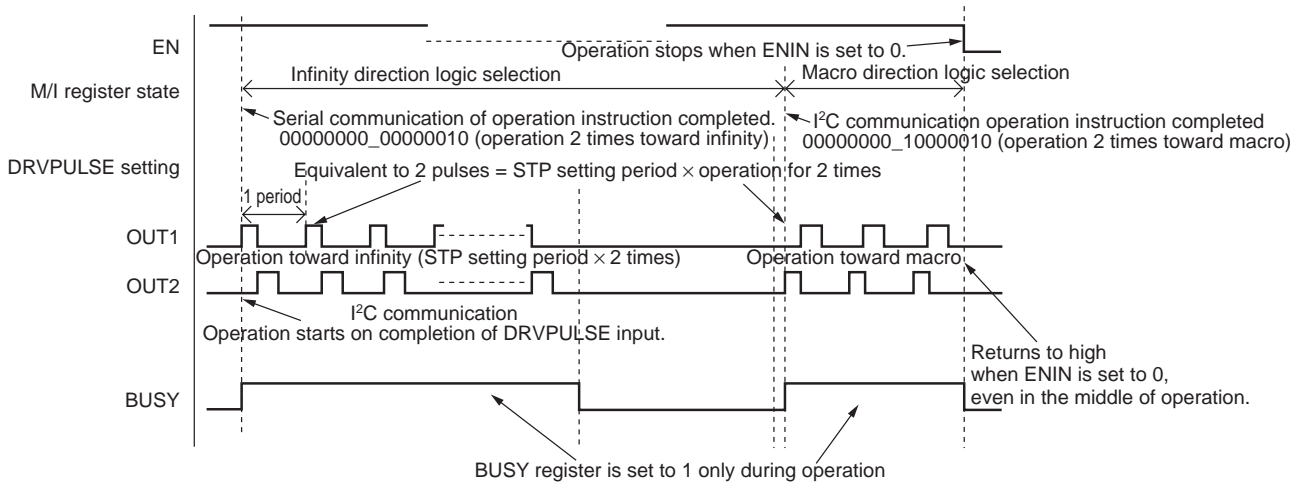 EN
Operation stops when ENIN is set to 0.
Infinity direction logic selection
Macro direction logic selection
M/I register state
Serial communication of operation instruction completed.
00000000_00000010 (operation 2 times toward infinity)
I²C communication operation instruction completed
00000000_10000010 (operation 2 times toward macro)
DRVPULSE setting
Equivalent to 2 pulses = STP setting period × operation for 2 times
1 period
OUT1
Operation toward infinity (STP setting period × 2 times)
Operation toward macro
OUT2
I²C communication
Operation starts on completion of DRVPULSE input.
Returns to high
when ENIN is set to 0,
even in the middle of operation.
BUSY
BUSY register is set to 1 only during operation